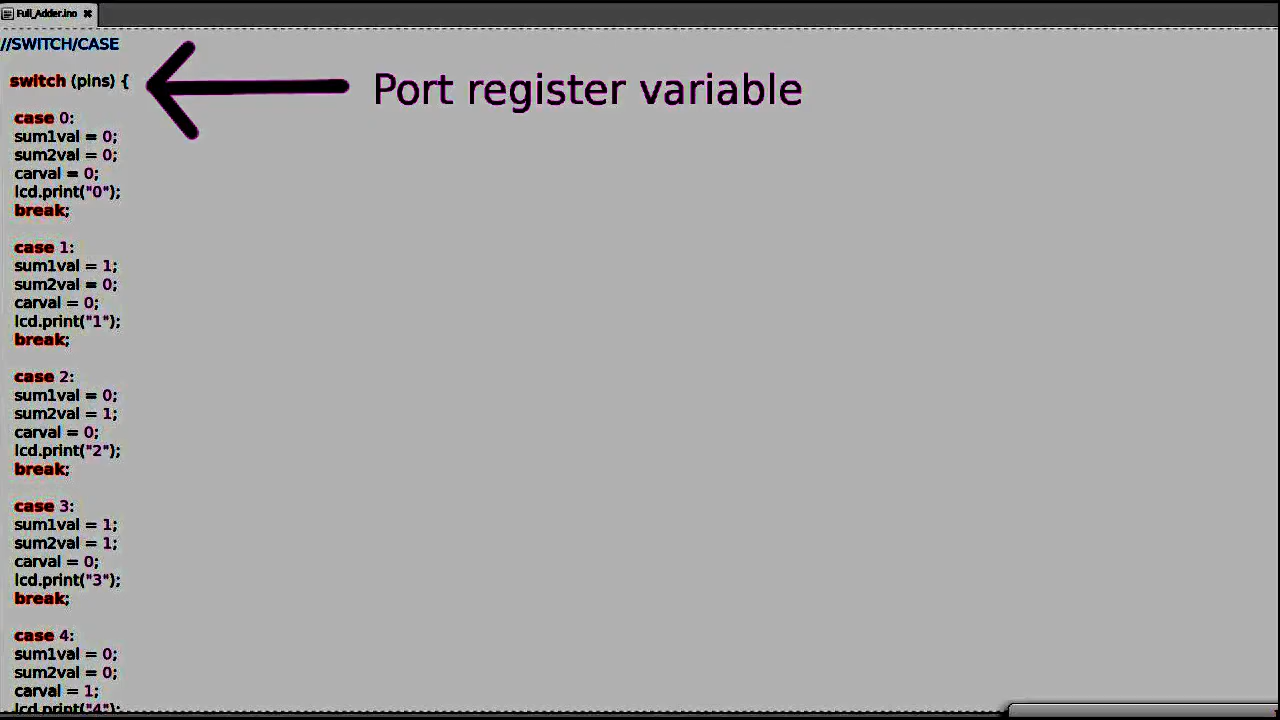 Full_Adder.ino
//SWITCH/CASE
switch (pins) {
Port register variable
case 0:
sum1val = 0;
sum2val = 0;
carval = 0;
lcd.print("0");
break;
case 1:
sum1val = 1;
sum2val = 0;
carval = 0;
lcd.print("1");
break;
case 2:
sum1val = 0;
sum2val = 1;
carval = 0;
lcd.print("2");
break;
case 3:
sum1val = 1;
sum2val = 1;
carval = 0;
lcd.print("3");
break;
case 4:
sum1val = 0;
sum2val = 0;
carval = 1;
lcd.print("4");